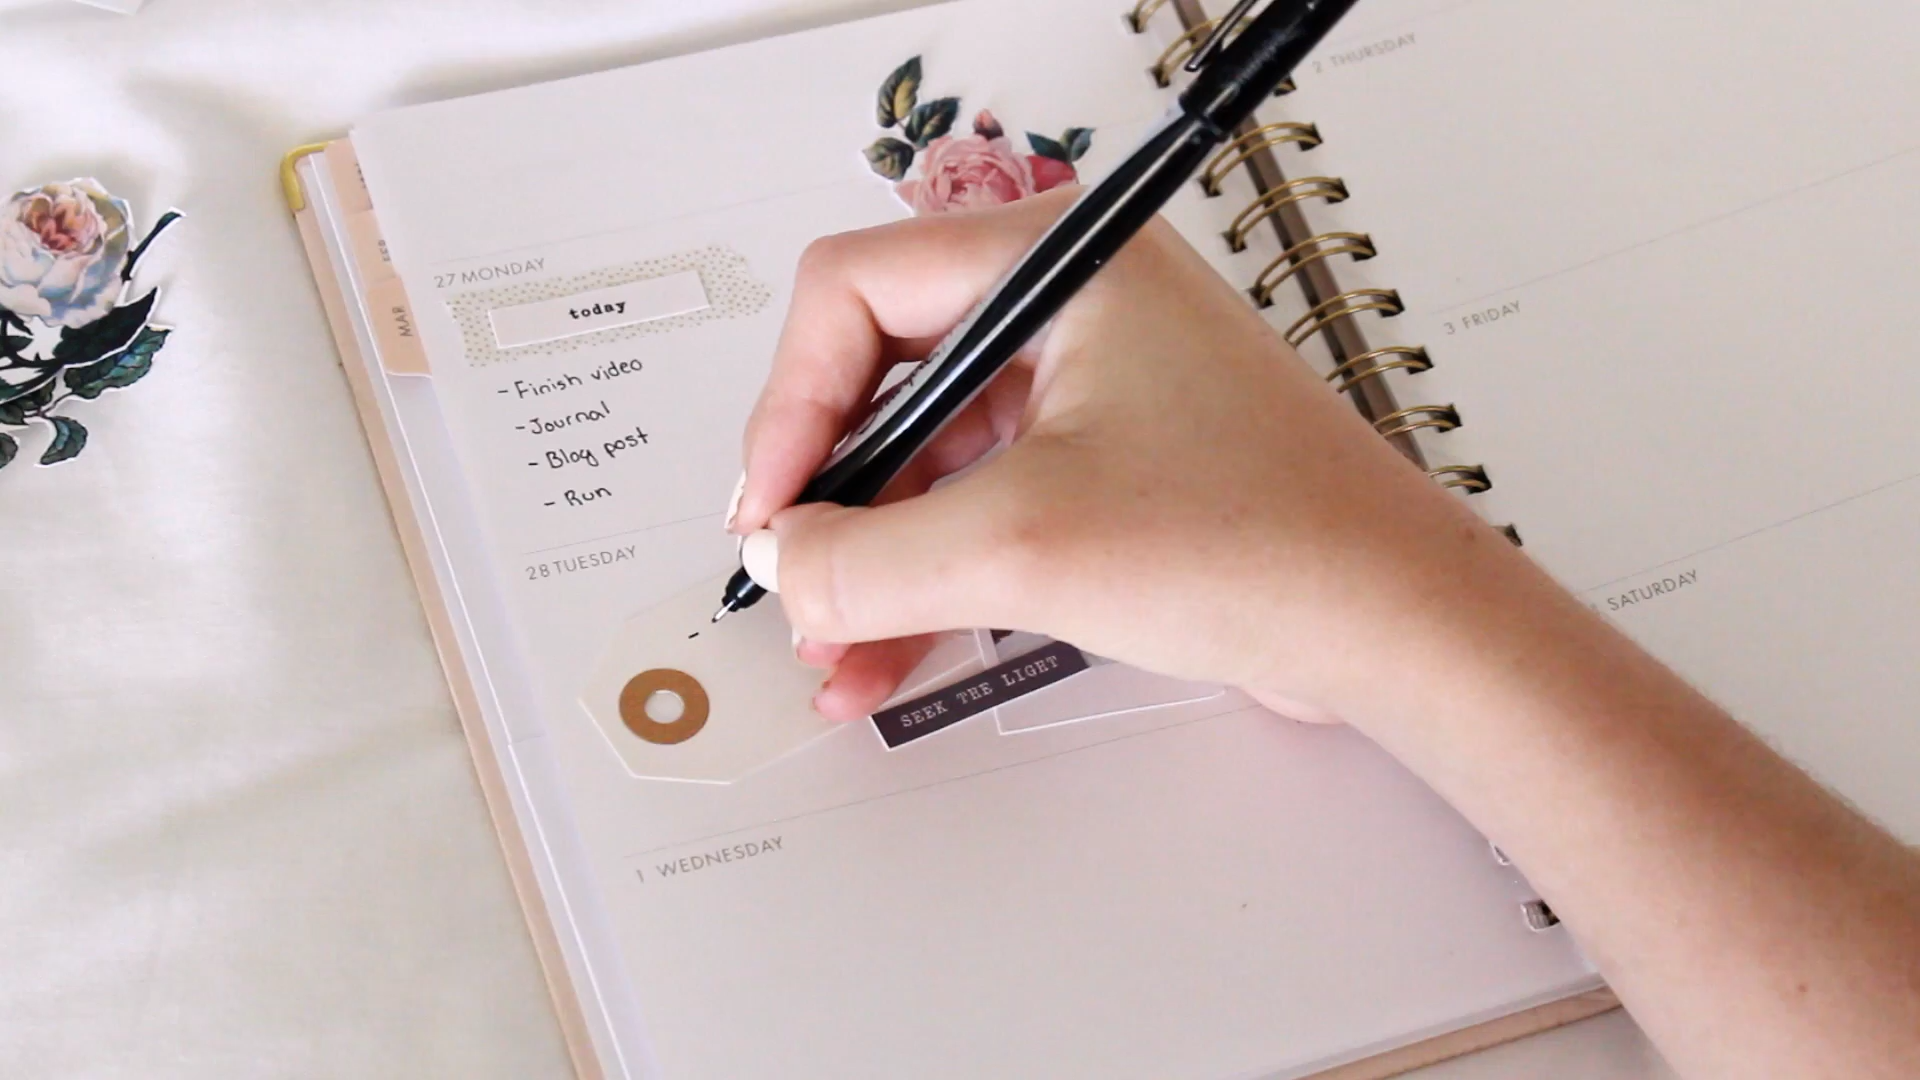 2 THURSDAY
27 MONDAY
today
- Finish video
- Journal
- Blog post
- Run
MAR
3 FRIDAY
28 TUESDAY
-
SATURDAY
SEEK THE LIGHT
1 WEDNESDAY